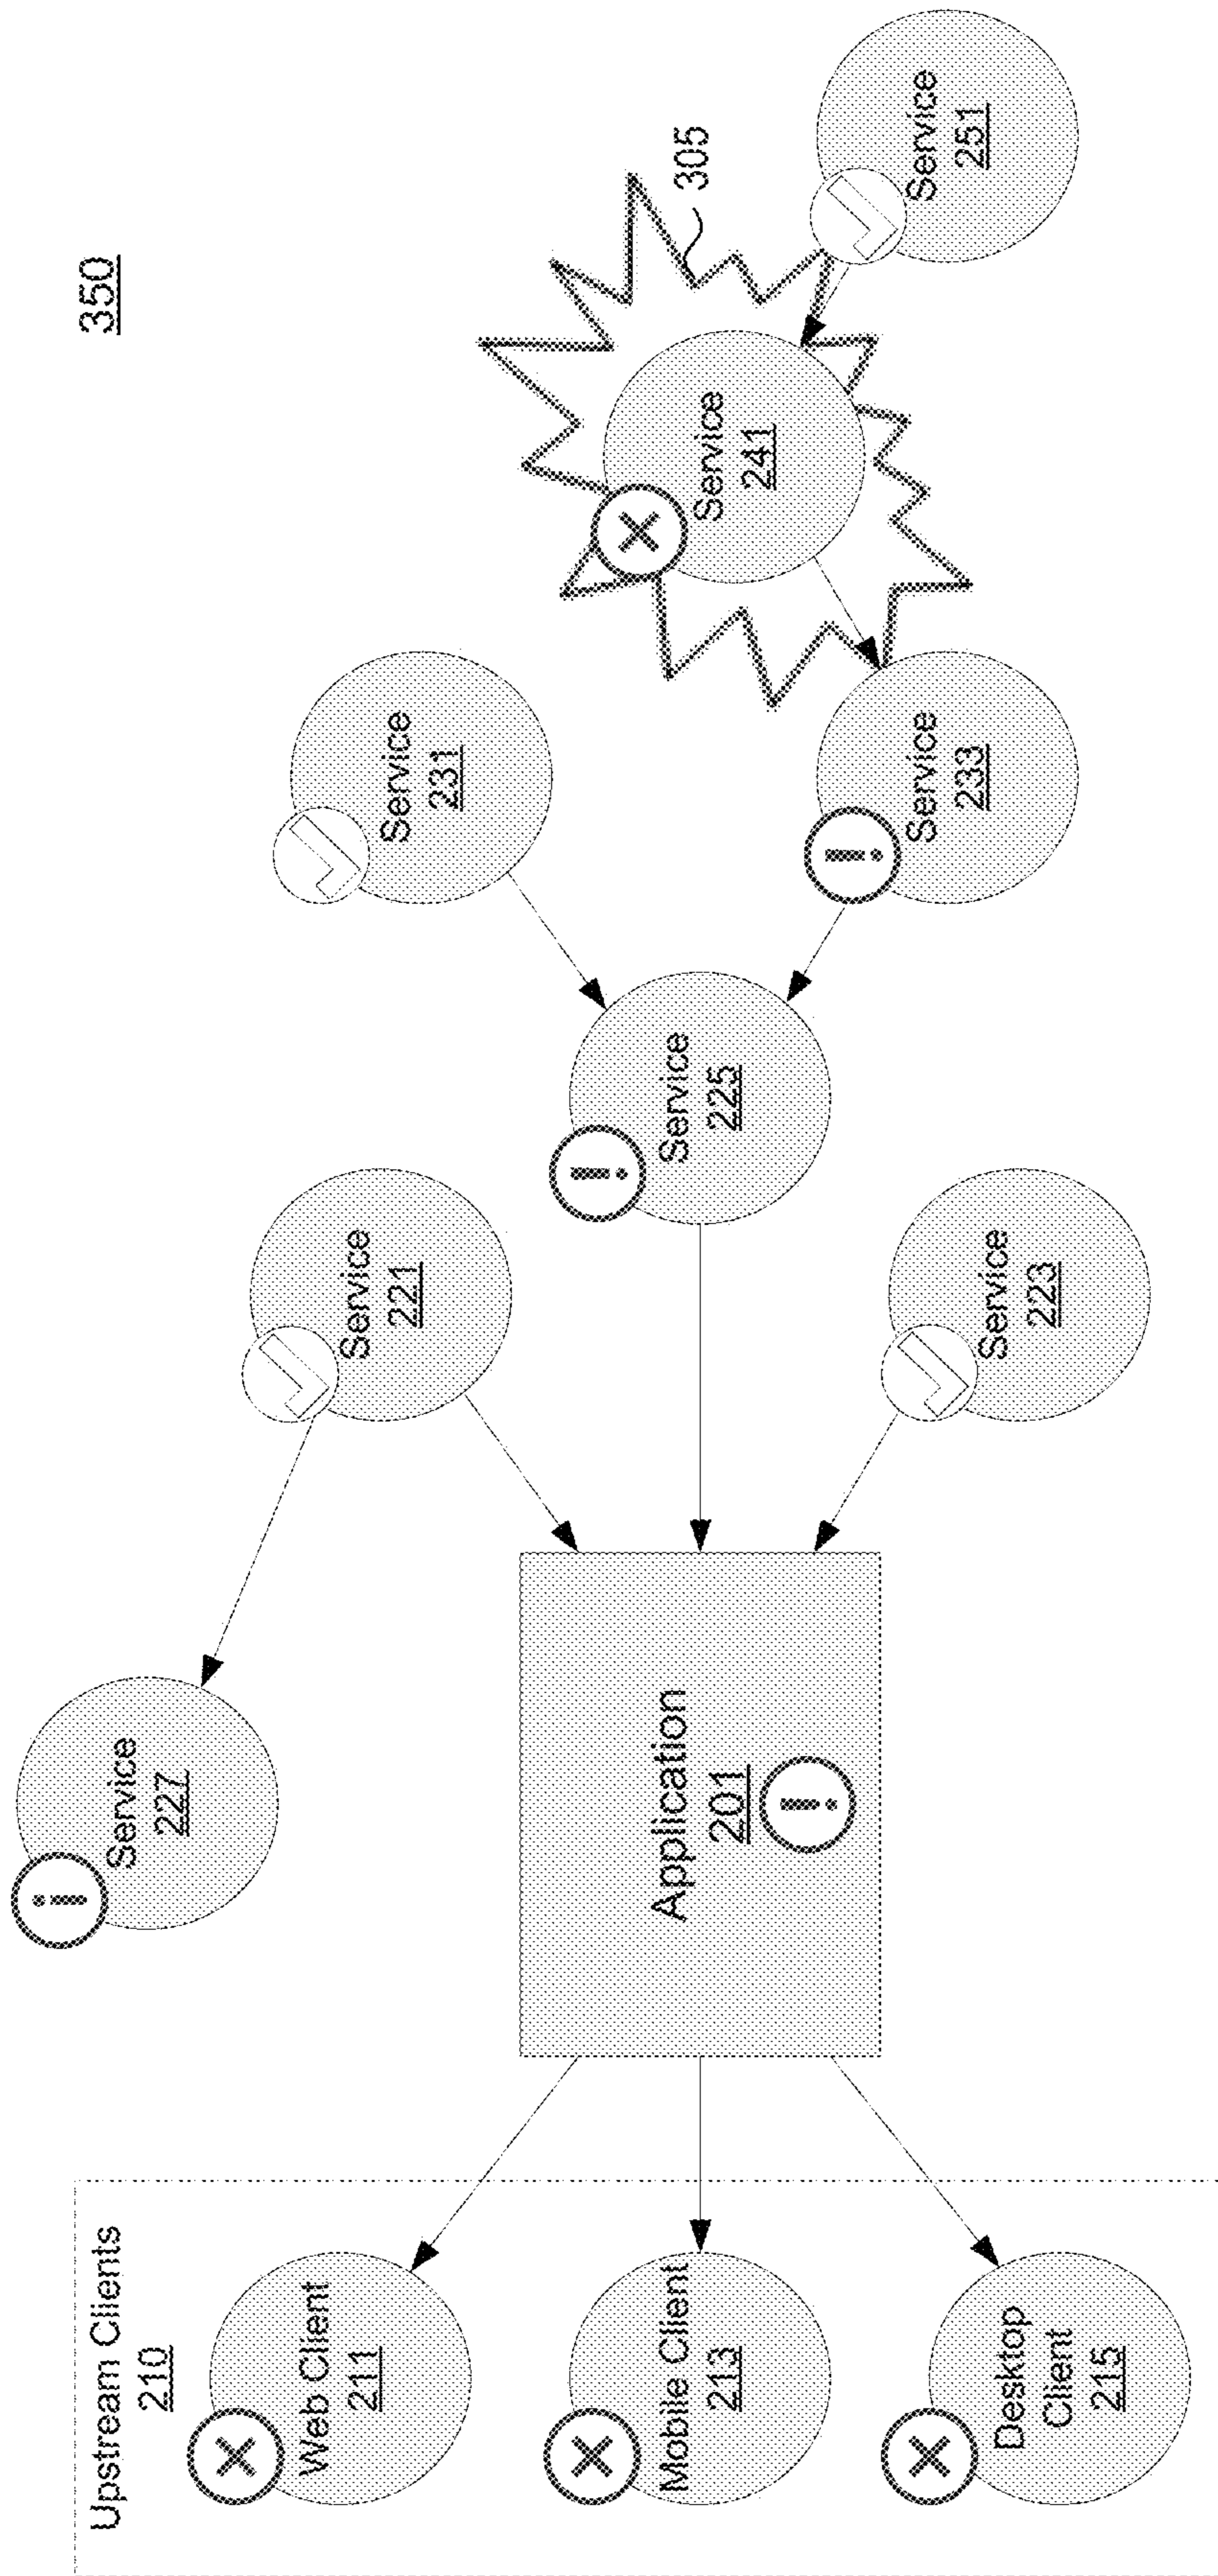 Upstream Clients
210
350
Service
227
Web Client
211
Service
221
Service
231
Mobile Client
213
Application
201
Service
225
Service
241
305
Desktop
Client
215
Service
223
Service
233
Service
251